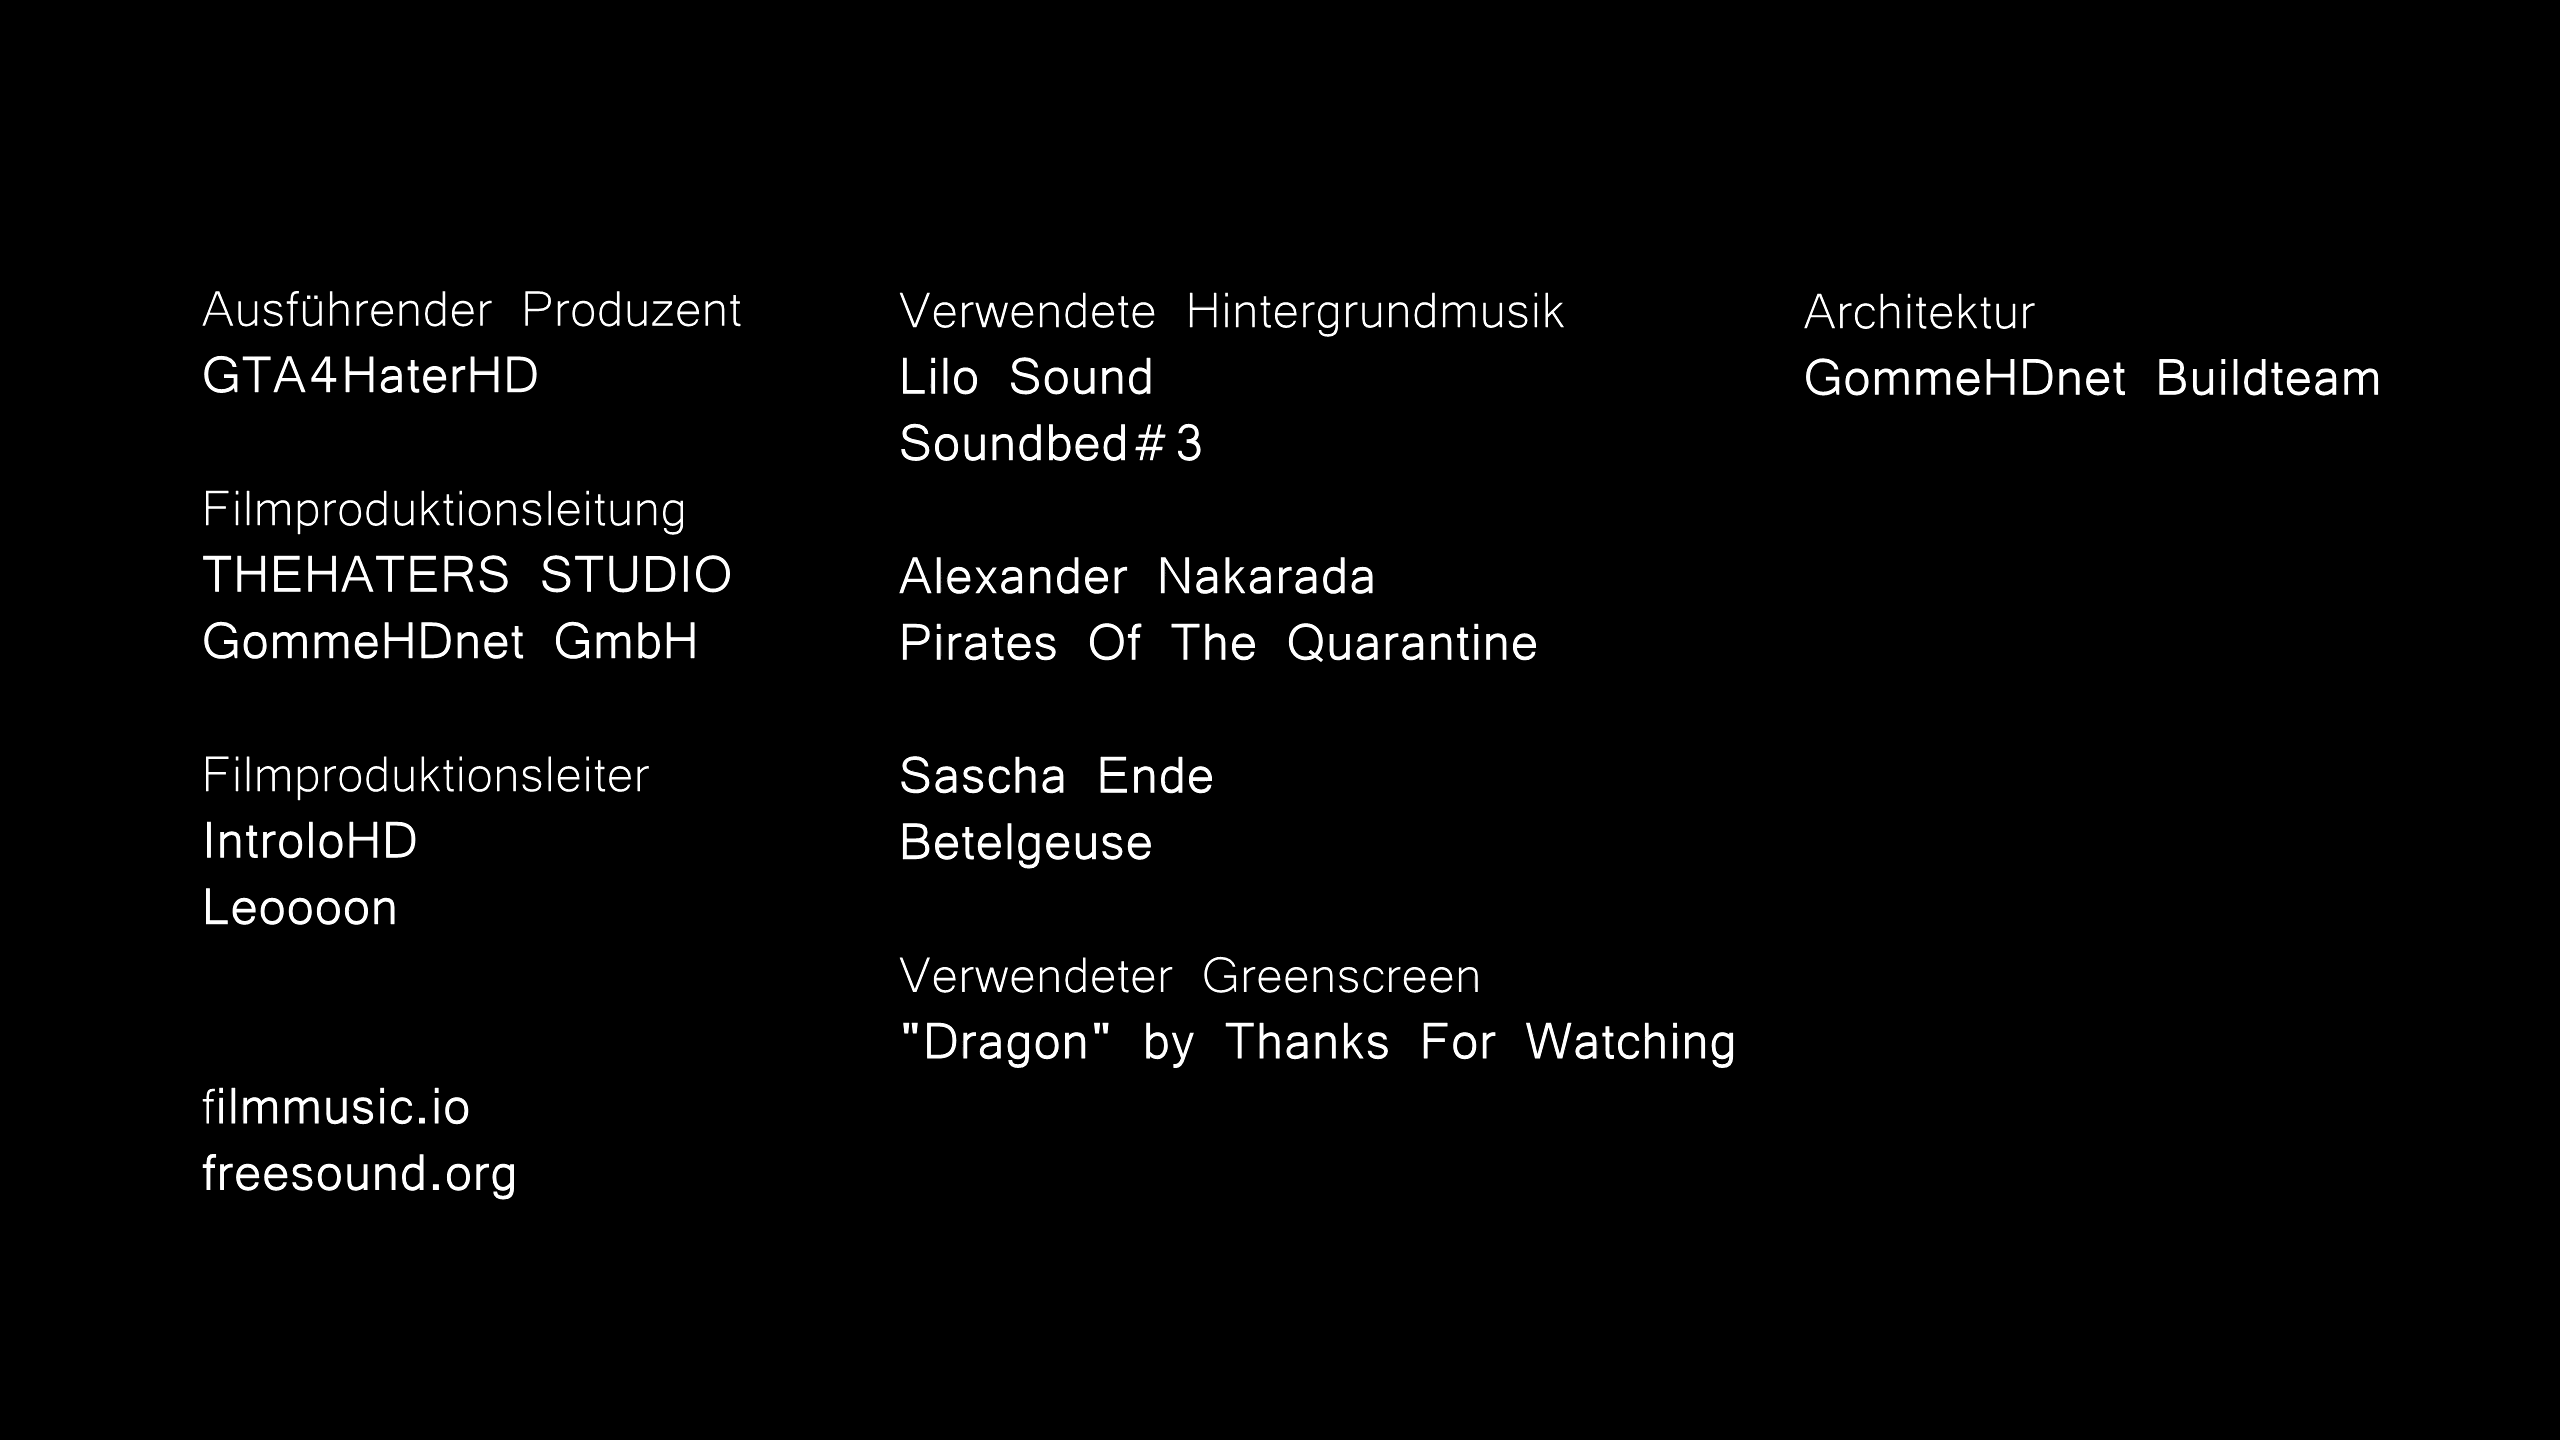 Ausführender Produzent
GTA4HaterHD
Filmproduktionsleitung
THEHATERS STUDIO
GommeHDnet GmbH
Filmproduktionsleiter
IntroloHD
Leoooon
filmmusic.io
freesound.org
Verwendete Hintergrundmusik
Lilo Sound
Soundbed#3
Alexander Nakarada
Pirates Of The Quarantine
Sascha Ende
Betelgeuse
Verwendeter Greenscreen
"Dragon" by Thanks For Watching
Architektur
GommeHDnet Buildteam